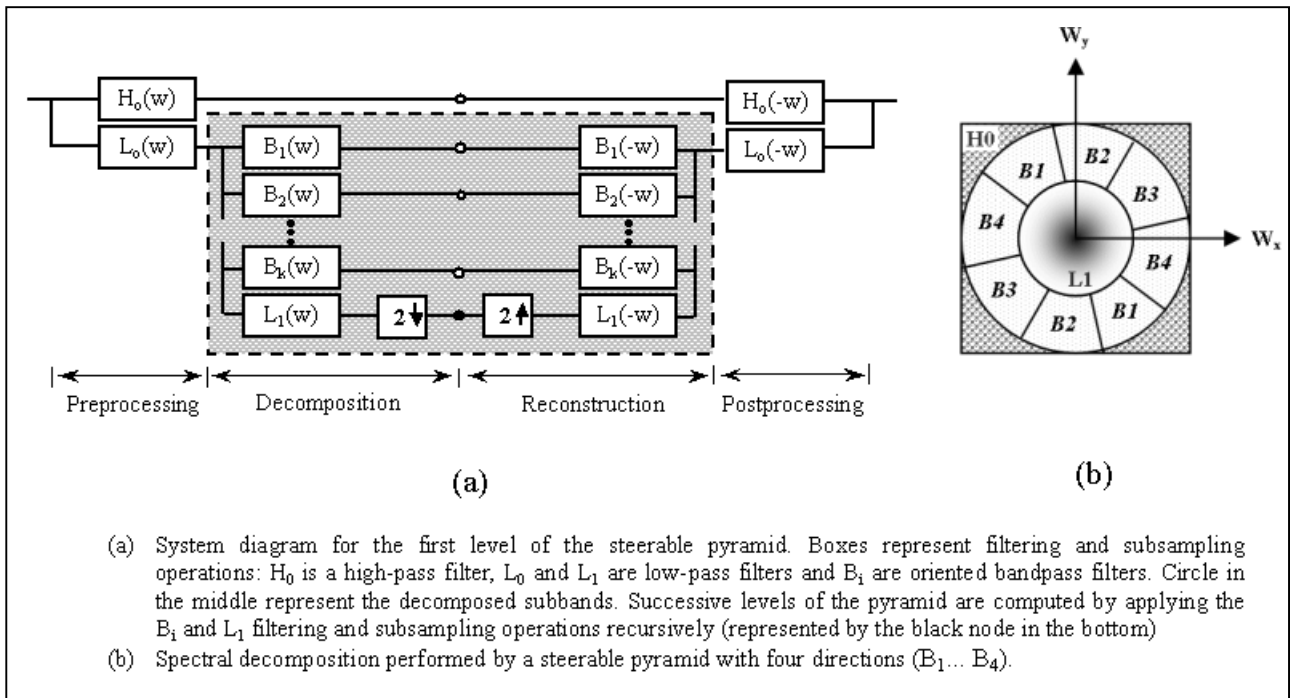 H₀(w)
H₀(-w)
L₀(w)
B₁(w)
B₁(-w)
L₀(-w)
B₂(w)
B₂(-w)
Bₖ(w)
Bₖ(-w)
L₁(w)
2
2
L₁(-w)
Preprocessing
Decomposition
Reconstruction
Postprocessing
(a)
W_y
H0
B2
B1
B3
B4
W_x
L1
B4
B3
B1
B2
(b)
(a) System diagram for the first level of the steerable pyramid. Boxes represent filtering and subsampling
operations: H₀ is a high-pass filter, L₀ and L₁ are low-pass filters and Bᵢ are oriented bandpass filters. Circle in
the middle represent the decomposed subbands. Successive levels of the pyramid are computed by applying the
Bᵢ and L₁ filtering and subsampling operations recursively (represented by the black node in the bottom)
(b) Spectral decomposition performed by a steerable pyramid with four directions (B₁... B₄).